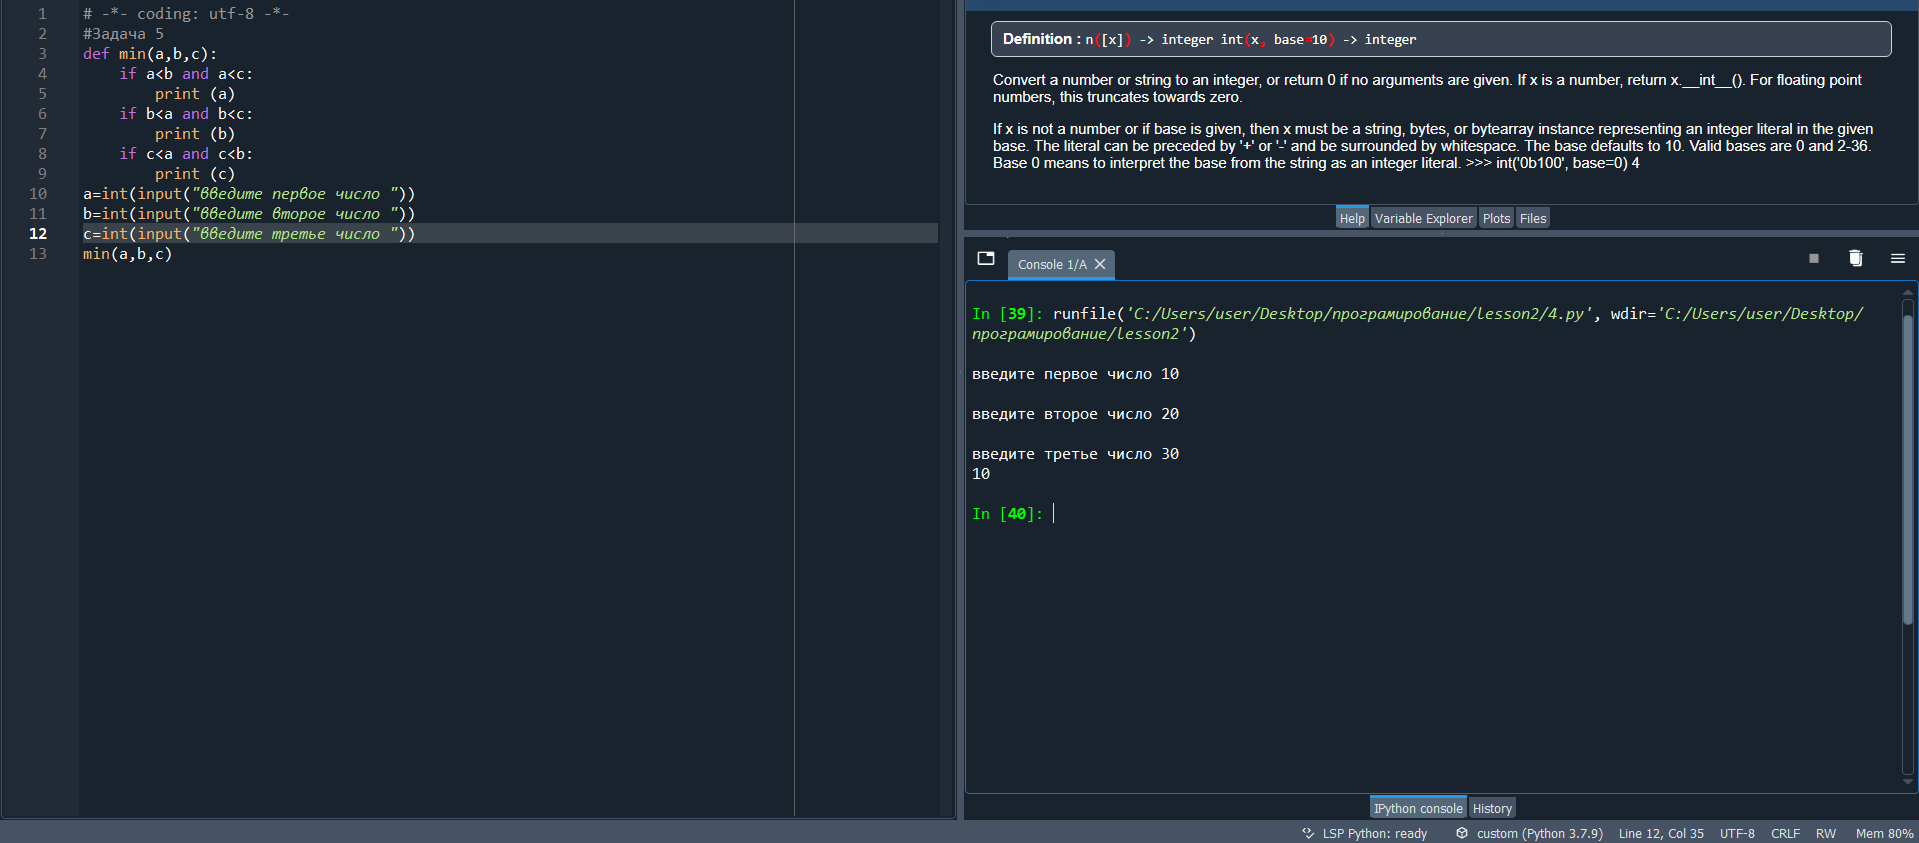 1 # -*- coding: utf-8 -*-
2 #Задача 5
3 def min(a,b,c):
4     if a<b and a<c:
5         print (a)
6     if b<a and b<c:
7         print (b)
8     if c<a and c<b:
9         print (c)
10 a=int(input("введите первое число "))
11 b=int(input("введите второе число "))
12 c=int(input("введите третье число "))
13 min(a,b,c)
Definition : n([x]) -> integer int(x, base=10) -> integer
Convert a number or string to an integer, or return 0 if no arguments are given. If x is a number, return x.__int__(). For floating point
numbers, this truncates towards zero.
If x is not a number or if base is given, then x must be a string, bytes, or bytearray instance representing an integer literal in the given
base. The literal can be preceded by '+' or '-' and be surrounded by whitespace. The base defaults to 10. Valid bases are 0 and 2-36.
Base 0 means to interpret the base from the string as an integer literal. >>> int('0b100', base=0) 4
Help Variable Explorer Plots Files
Console 1/A
In [39]: runfile('C:/Users/user/Desktop/програмирование/lesson2/4.py', wdir='C:/Users/user/Desktop/
програмирование/lesson2')
введите первое число 10
введите второе число 20
введите третье число 30
10
In [40]:
IPython console History
LSP Python: ready custom (Python 3.7.9) Line 12, Col 35 UTF-8 CRLF RW Mem 80%